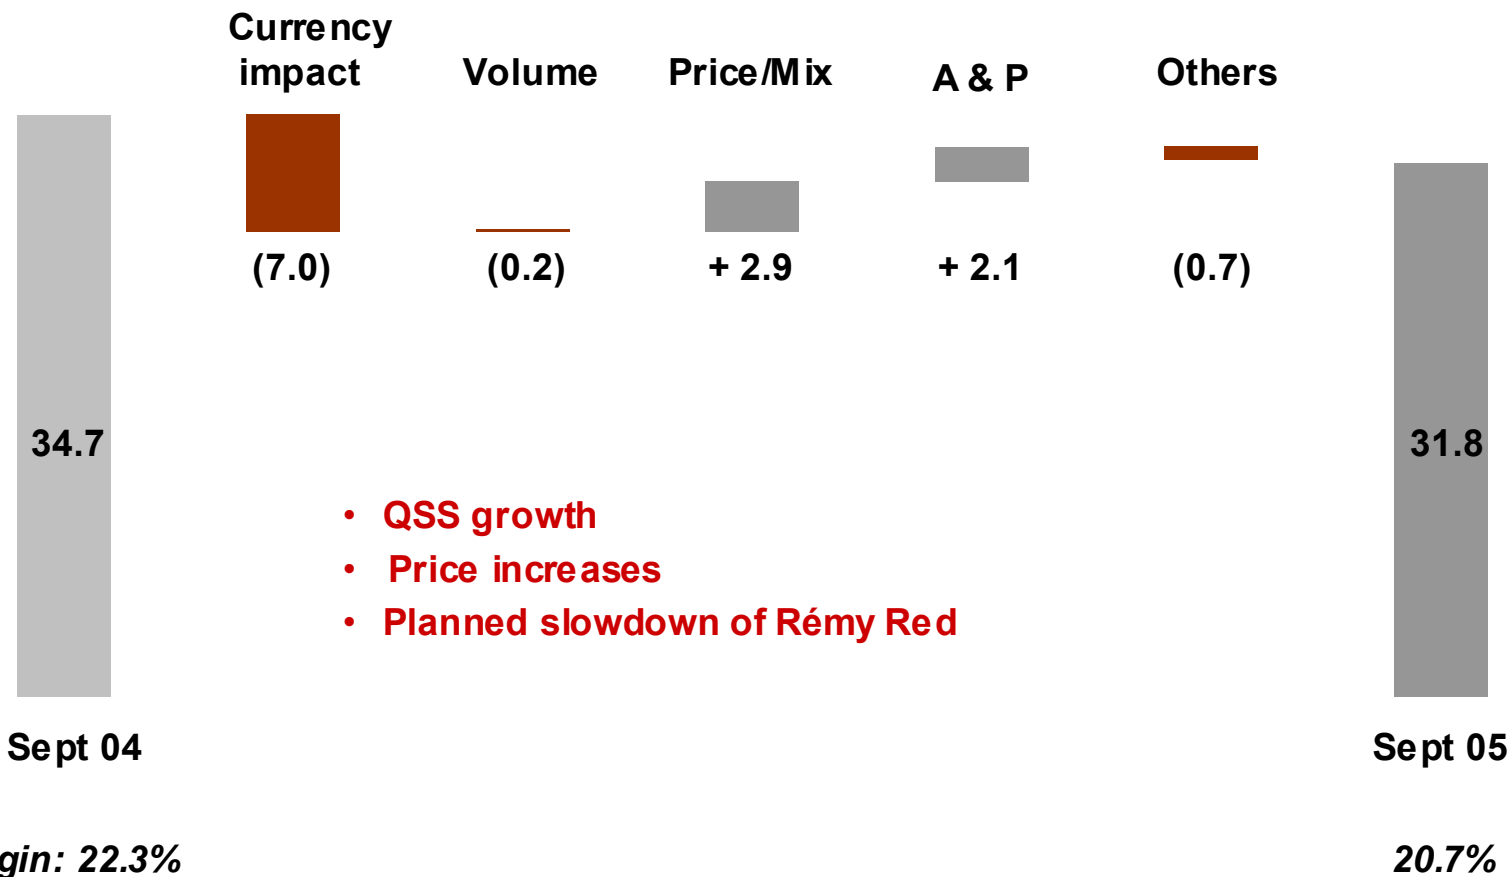 Currency
impact
Volume
Price/Mix
A & P
Others
(7.0)
(0.2)
+ 2.9
+ 2.1
(0.7)
34.7
31.8
• QSS growth
• Price increases
• Planned slowdown of Rémy Red
Sept 04
Sept 05
gin: 22.3%
20.7%